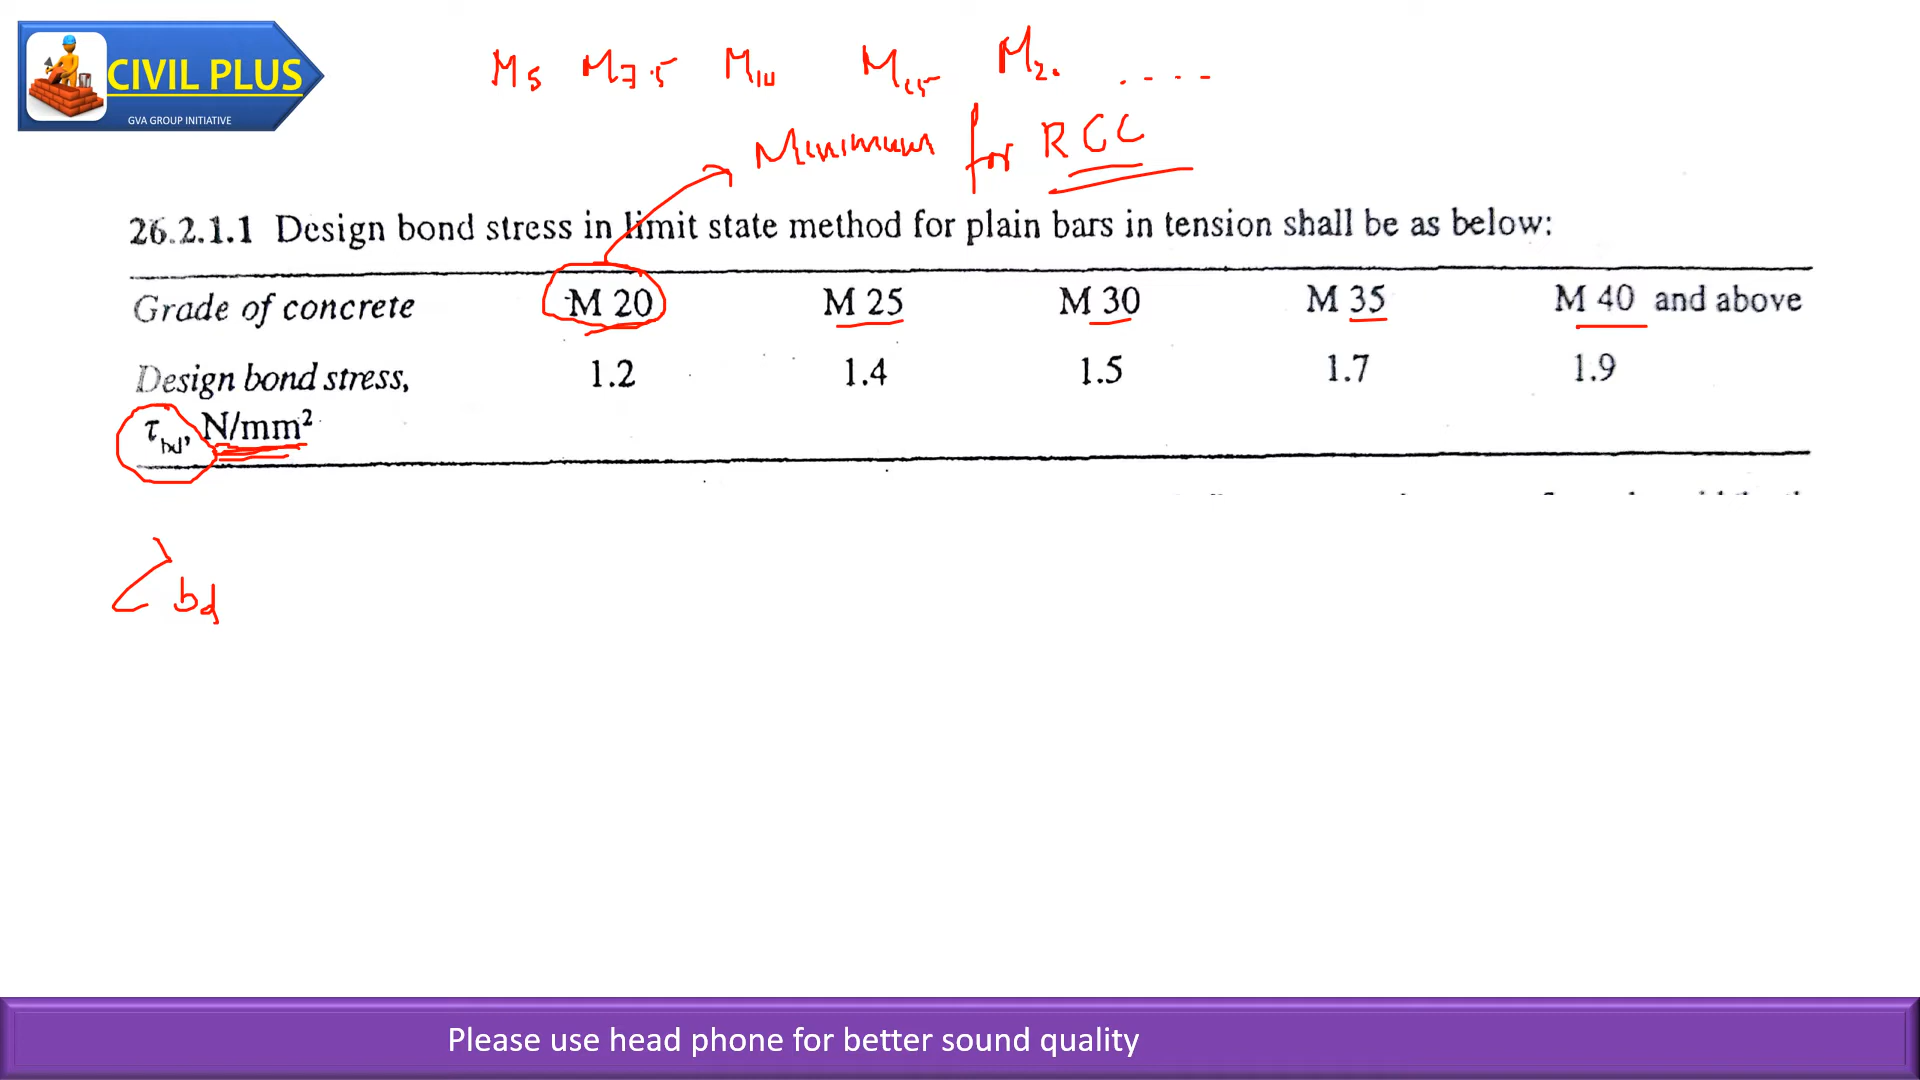 CIVIL PLUS
GVA GROUP INITIATIVE
M5 M7.5 M10 M15 M20 .....
Minimum for RCC
26.2.1.1 Design bond stress in limit state method for plain bars in tension shall be as below:
Grade of concrete M 20 M 25 M 30 M 35 M 40 and above
Design bond stress, 1.2 1.4 1.5 1.7 1.9
τbd, N/mm²
bd
Please use head phone for better sound quality